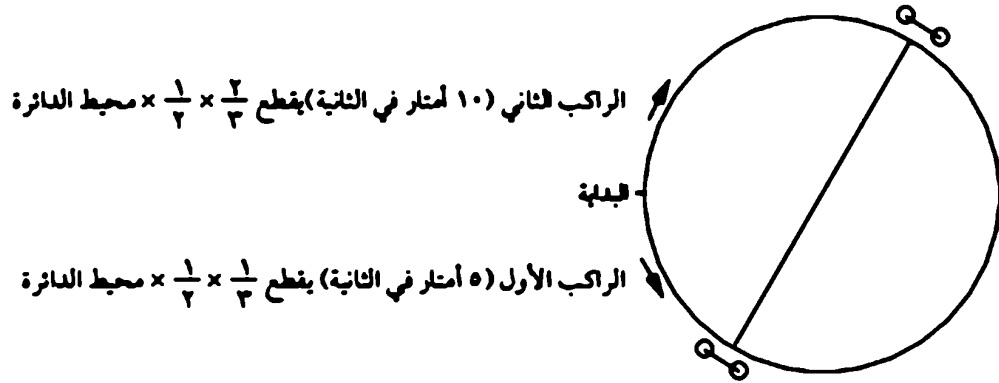 الراكب الثاني (١٠ أمتار في الثانية) يقطع ٢/٣ × ١/٢ × محيط الدائرة
البداية
الراكب الأول (٥ أمتار في الثانية) يقطع ١/٣ × ١/٢ × محيط الدائرة